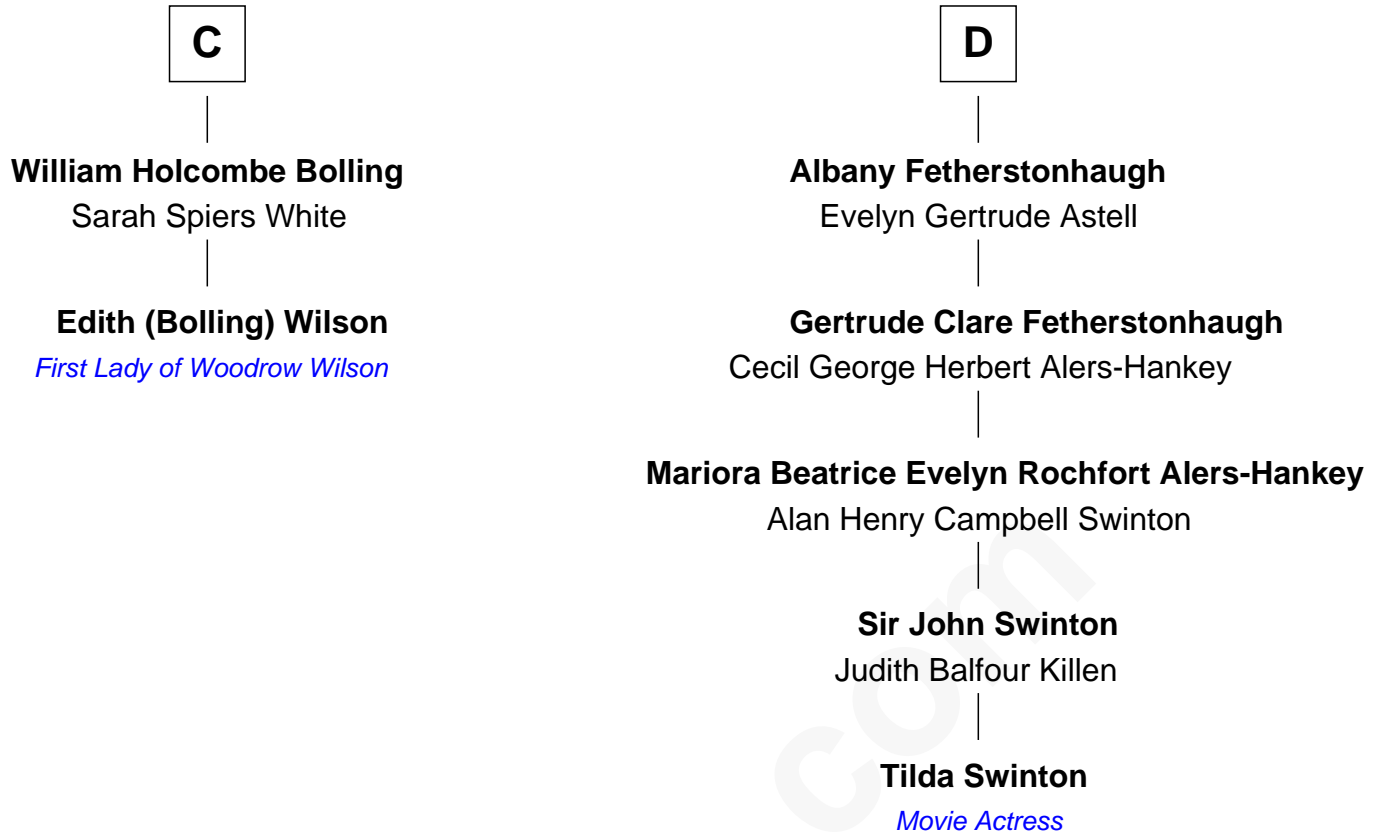 C
William Holcombe Bolling
Sarah Spiers White
Edith (Bolling) Wilson
First Lady of Woodrow Wilson
D
Albany Fetherstonhaugh
Evelyn Gertrude Astell
Gertrude Clare Fetherstonhaugh
Cecil George Herbert Alers-Hankey
Mariora Beatrice Evelyn Rochfort Alers-Hankey
Alan Henry Campbell Swinton
Sir John Swinton
Judith Balfour Killen
Tilda Swinton
Movie Actress
com